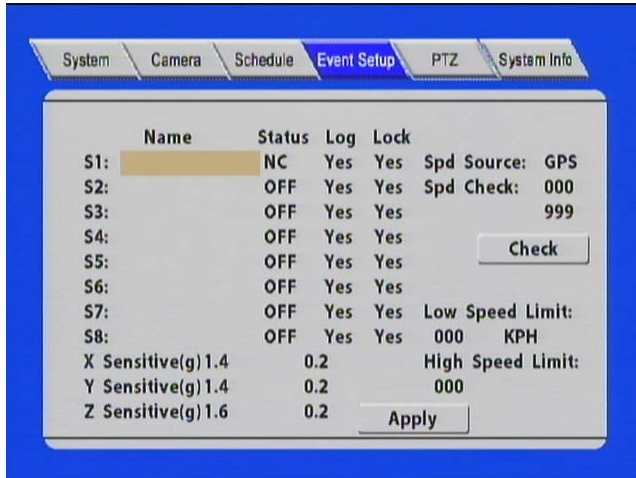 System Camera Schedule Event Setup PTZ System Info
Name Status Log Lock
S1: NC Yes Yes Spd Source: GPS
S2: OFF Yes Yes Spd Check: 000
S3: OFF Yes Yes 999
S4: OFF Yes Yes
Check
S5: OFF Yes Yes
S6: OFF Yes Yes
S7: OFF Yes Yes Low Speed Limit:
S8: OFF Yes Yes 000 KPH
X Sensitive(g)1.4 0.2 High Speed Limit:
Y Sensitive(g)1.4 0.2 000
Z Sensitive(g)1.6 0.2 Apply